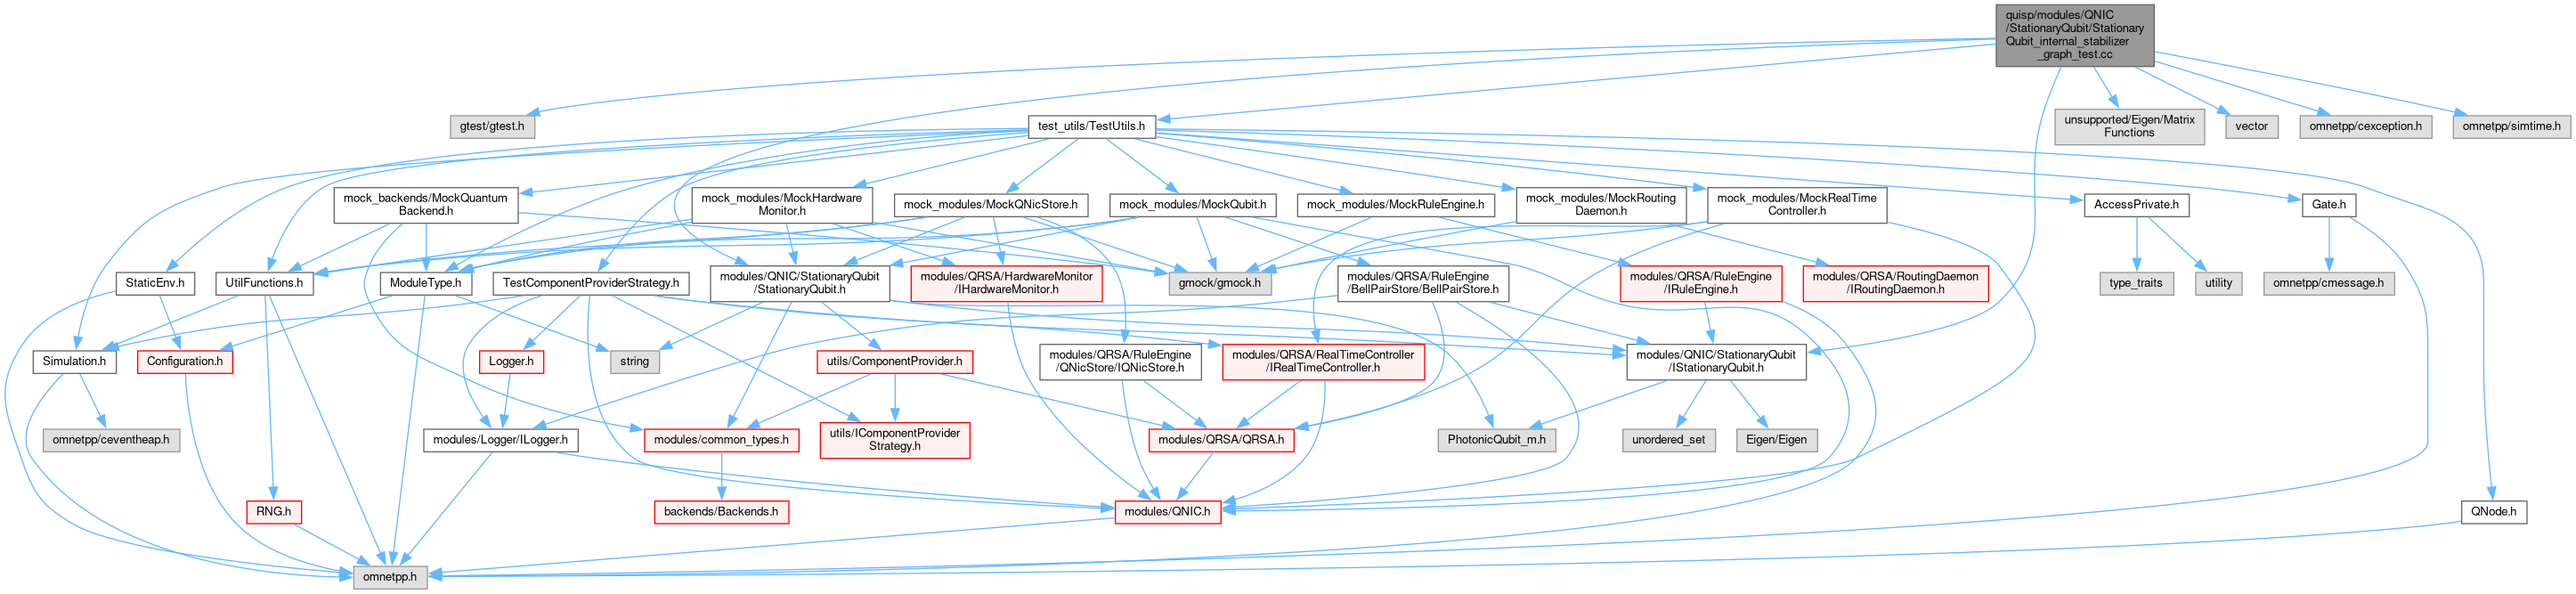 quisp/modules/QNIC
/StationaryQubit/Stationary
Qubit_internal_stabilizer
_graph_test.cc
gtest/gtest.h
test_utils/TestUtils.h
unsupported/Eigen/Matrix
Functions
vector
omnetpp/cexception.h
omnetpp/simtime.h
mock_backends/MockQuantum
Backend.h
mock_modules/MockHardware
Monitor.h
mock_modules/MockQNicStore.h
mock_modules/MockQubit.h
mock_modules/MockRuleEngine.h
mock_modules/MockRouting
Daemon.h
mock_modules/MockRealTime
Controller.h
AccessPrivate.h
Gate.h
StaticEnv.h
UtilFunctions.h
ModuleType.h
TestComponentProviderStrategy.h
modules/QNIC/StationaryQubit
/StationaryQubit.h
modules/QRSA/HardwareMonitor
/IHardwareMonitor.h
gmock/gmock.h
modules/QRSA/RuleEngine
/BellPairStore/BellPairStore.h
modules/QRSA/RuleEngine
/IRuleEngine.h
modules/QRSA/RoutingDaemon
/IRoutingDaemon.h
type_traits
utility
omnetpp/cmessage.h
Simulation.h
Configuration.h
Logger.h
string
utils/ComponentProvider.h
modules/QRSA/RuleEngine
/QNicStore/IQNicStore.h
modules/QRSA/RealTimeController
/IRealTimeController.h
modules/QNIC/StationaryQubit
/IStationaryQubit.h
omnetpp/ceventheap.h
modules/Logger/ILogger.h
modules/common_types.h
utils/IComponentProvider
Strategy.h
modules/QRSA/QRSA.h
PhotonicQubit_m.h
unordered_set
Eigen/Eigen
RNG.h
backends/Backends.h
modules/QNIC.h
QNode.h
omnetpp.h